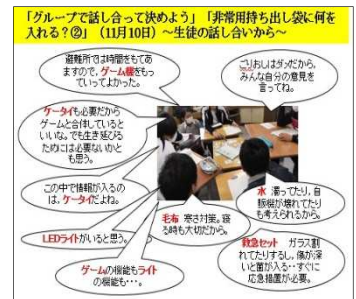 「グループで話し合って決めよう」「非常用持ち出し袋に何を
入れる？②」（11月10日）～生徒の話し合いから～
避難所では時間をもてあ
ますので、ゲーム機をもっ
ていってよかった。
ごりおしはダメだから、
みんな自分の意見を
言ってね。
ケータイも必要だから
ゲームと合体していると
いいな。でも生き延びる
ためには必要ないかと
も思う。
この中で情報が入るの
は、ケータイだよね。
水 濁ってたり、自
販機が壊れてたり
も考えられるから。
LEDライトがいると思う。
毛布 寒さ対策。寝
る時も大切だから。
救急セット ガラス割
れてたりするし、傷が深
いと菌が入る・・すぐに
応急措置が必要。
ゲームの機能もライト
の機能も・・・。